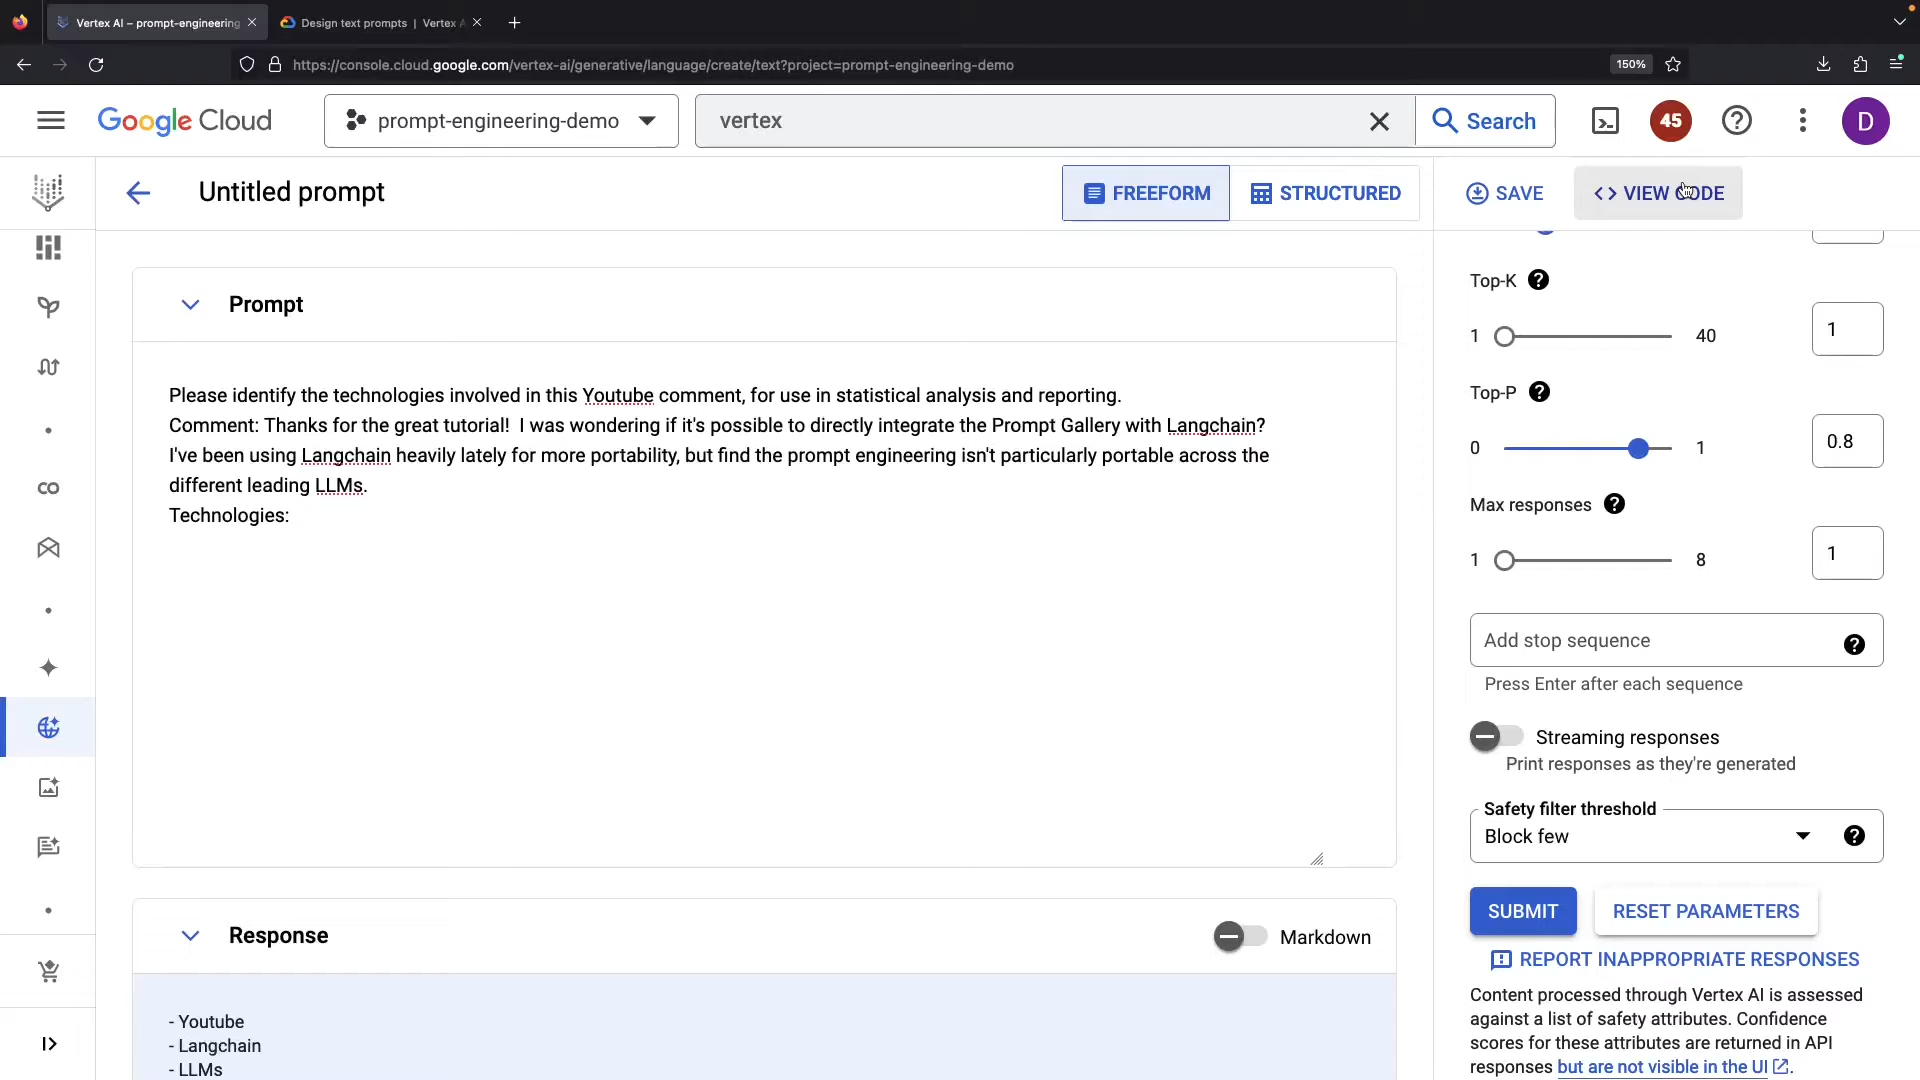 Vertex AI – prompt-engineering
Design text prompts | Vertex A
https://console.cloud.google.com/vertex-ai/generative/language/create/text?project=prompt-engineering-demo
150%
Google Cloud
prompt-engineering-demo
vertex
Search
45
D
Untitled prompt
FREEFORM
STRUCTURED
SAVE
VIEW CODE
Prompt
Please identify the technologies involved in this Youtube comment, for use in statistical analysis and reporting.
Comment: Thanks for the great tutorial!  I was wondering if it's possible to directly integrate the Prompt Gallery with Langchain?
I've been using Langchain heavily lately for more portability, but find the prompt engineering isn't particularly portable across the
different leading LLMs.
Technologies:
Response
Markdown
- Youtube
- Langchain
- LLMs
Top-K
1
40
1
Top-P
0
1
0.8
Max responses
1
8
1
Add stop sequence
Press Enter after each sequence
Streaming responses
Print responses as they're generated
Safety filter threshold
Block few
SUBMIT
RESET PARAMETERS
REPORT INAPPROPRIATE RESPONSES
Content processed through Vertex AI is assessed
against a list of safety attributes. Confidence
scores for these attributes are returned in API
responses but are not visible in the UI.